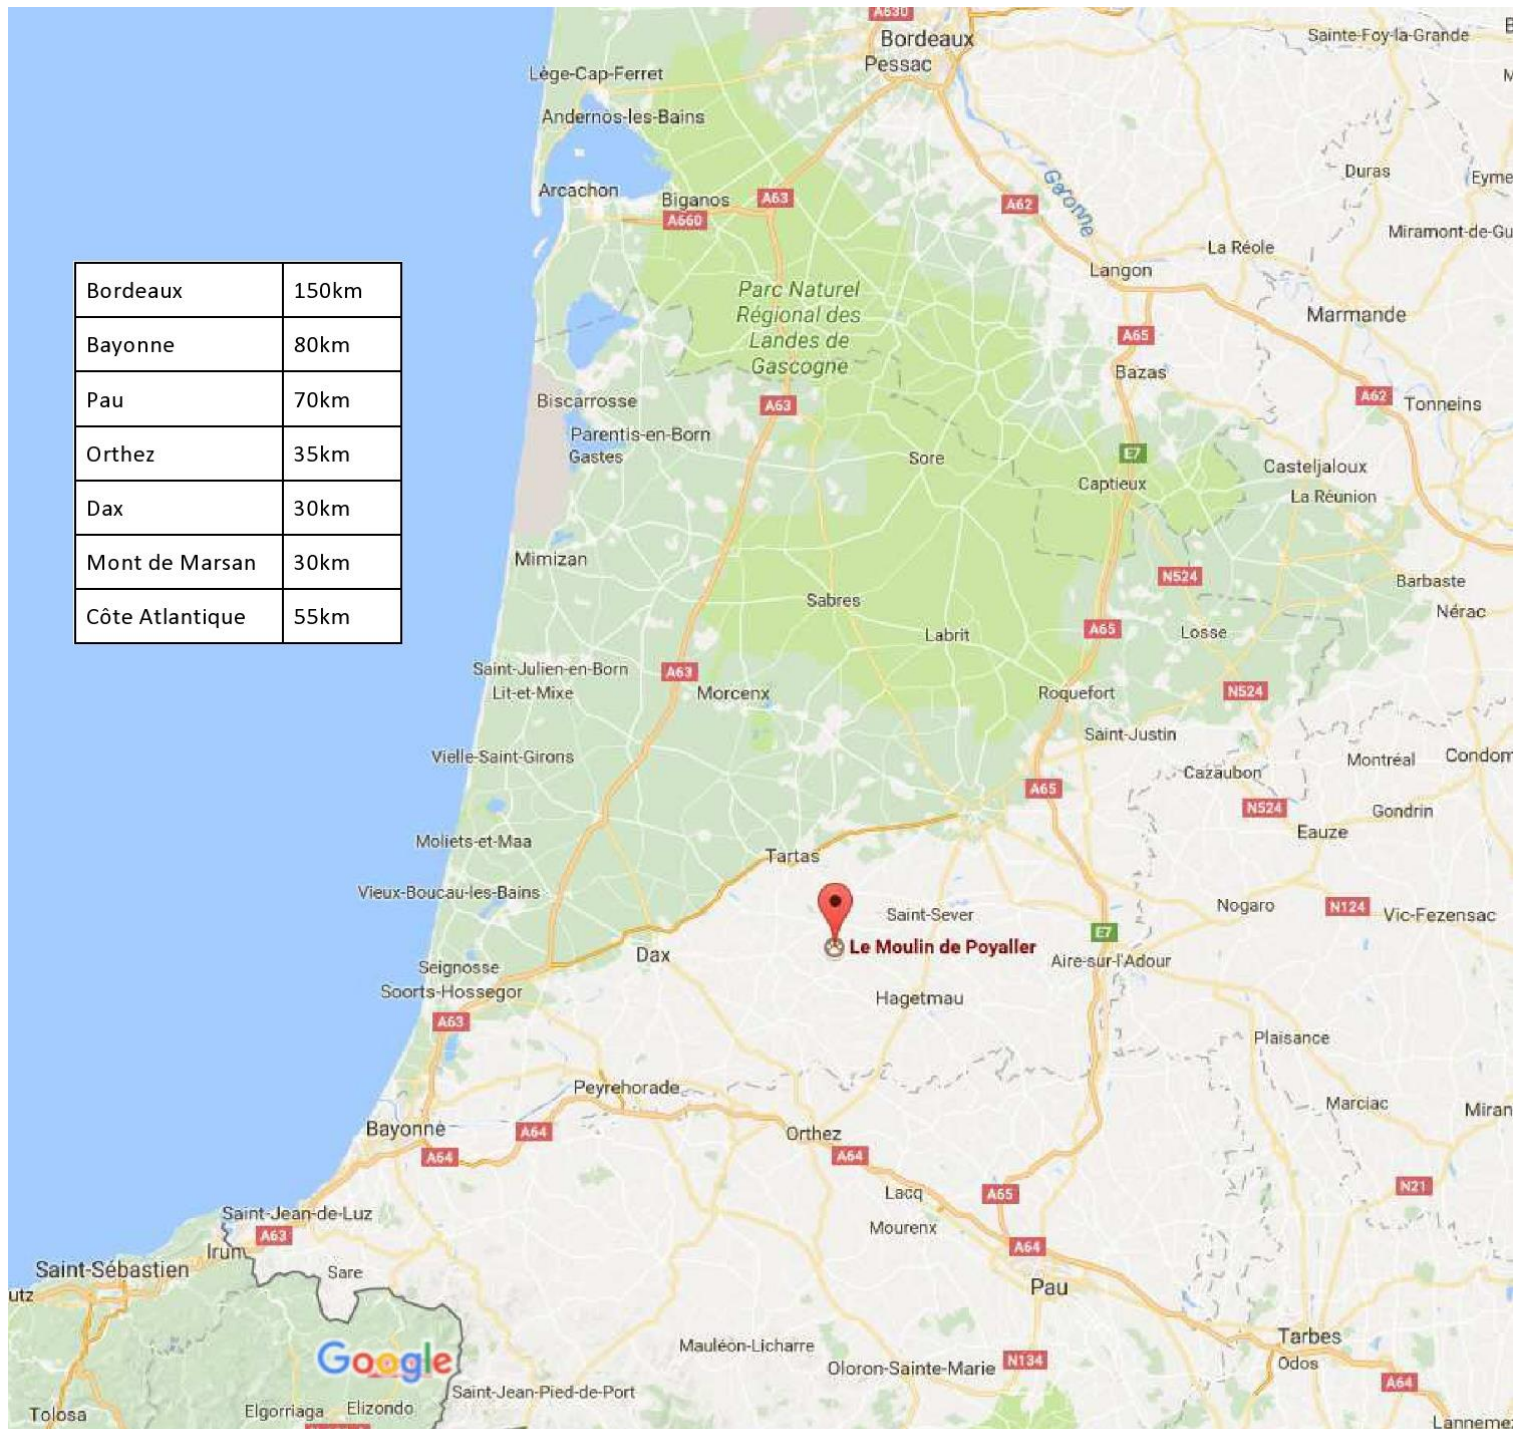 A630
Bordeaux
Pessac
Sainte-Foy-la-Grande
Lège-Cap-Ferret
Andernos-les-Bains
Arcachon
Biganos
A63
A660
A62
Garonne
Duras
Eyme
Miramont-de-Gu
La Réole
Langon
Marmande
Bordeaux 150km
Bayonne 80km
Pau 70km
Orthez 35km
Dax 30km
Mont de Marsan 30km
Côte Atlantique 55km
Parc Naturel
Régional des
Landes de
Gascogne
A65
Bazas
A62
Tonneins
Biscarrosse
A63
Parentis-en-Born
Gastes
Sore
E7
Captieux
Casteljaloux
La Réunion
Mimizan
N524
Barbaste
Nérac
Sabres
Labrit
A65
Losse
Saint-Julien-en-Born
Lit-et-Mixe
A63
Morcenx
Roquefort
N524
Saint-Justin
Vielle-Saint-Girons
Cazaubon
Montréal
Condom
A65
N524
Gondrin
Eauze
Moliets-et-Maa
Tartas
Vieux-Boucau-les-Bains
Saint-Sever
Nogaro
N124
Vic-Fezensac
E7
Le Moulin de Poyaller
Dax
Aire-sur-l'Adour
Seignosse
Soorts-Hossegor
Hagetmau
A63
Plaisance
Peyrehorade
Marciac
Miran
Bayonne
A64
A64
Orthez
A64
Lacq
A65
N21
Mourenx
Saint-Jean-de-Luz
A63
Irun
A64
Saint-Sébastien
Sare
utz
Pau
Tarbes
Odos
Mauléon-Licharre
Oloron-Sainte-Marie
N134
Google
A64
Saint-Jean-Pied-de-Port
Tolosa
Elgorriaga
Elizondo
Lanneme